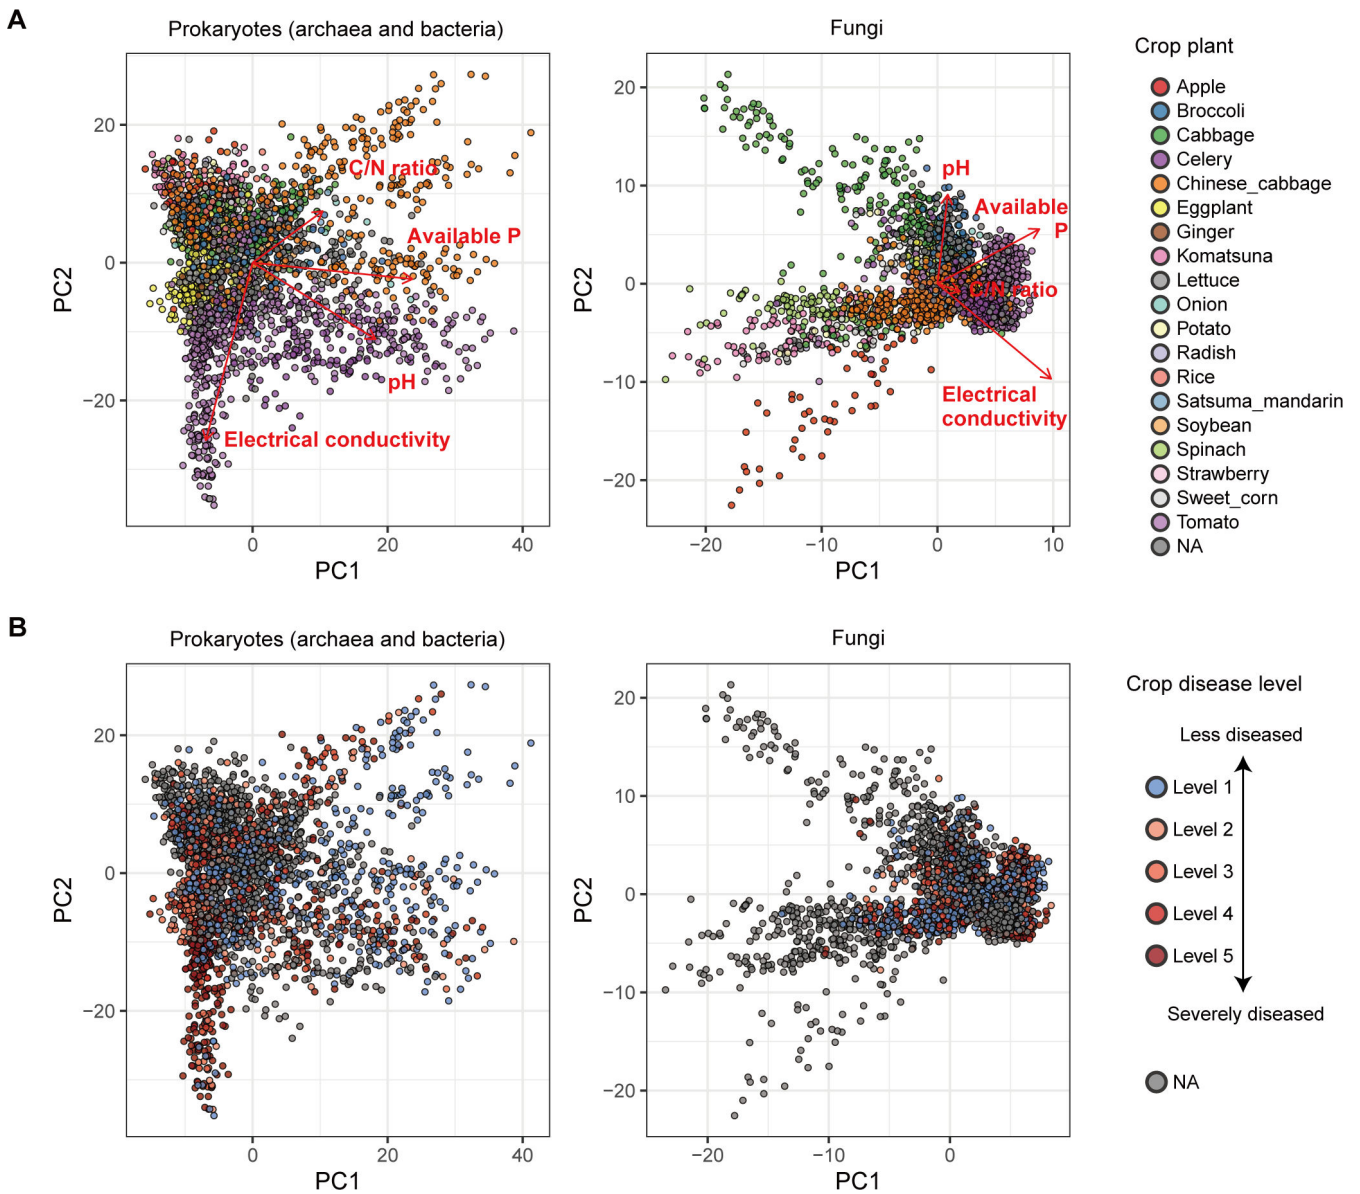 A
Prokaryotes (archaea and bacteria)
PC2
20
0
−20
0
20
40
PC1
C/N ratio
Available P
pH
Electrical conductivity
Fungi
PC2
20
10
0
−10
−20
−20
−10
0
10
PC1
pH
Available
P
C/N ratio
Electrical
conductivity
Crop plant
Apple
Broccoli
Cabbage
Celery
Chinese_cabbage
Eggplant
Ginger
Komatsuna
Lettuce
Onion
Potato
Radish
Rice
Satsuma_mandarin
Soybean
Spinach
Strawberry
Sweet_corn
Tomato
NA
B
Prokaryotes (archaea and bacteria)
PC2
20
0
−20
0
20
40
PC1
Fungi
PC2
20
10
0
−10
−20
−20
−10
0
PC1
Crop disease level
Less diseased
Level 1
Level 2
Level 3
Level 4
Level 5
Severely diseased
NA